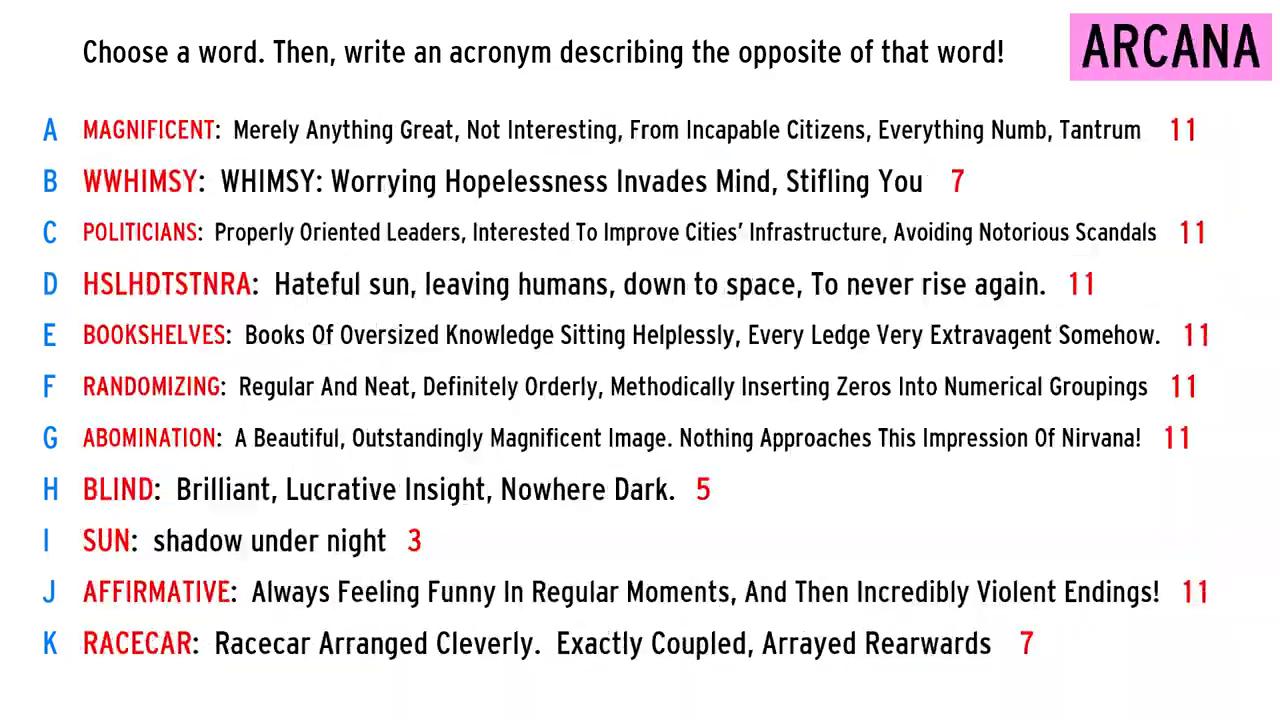 Choose a word. Then, write an acronym describing the opposite of that word!
ARCANA
A MAGNIFICENT: Merely Anything Great, Not Interesting, From Incapable Citizens, Everything Numb, Tantrum 11
B WWHIMSY: WHIMSY: Worrying Hopelessness Invades Mind, Stifling You 7
C POLITICIANS: Properly Oriented Leaders, Interested To Improve Cities' Infrastructure, Avoiding Notorious Scandals 11
D HSLHDTSTNRA: Hateful sun, leaving humans, down to space, To never rise again. 11
E BOOKSHELVES: Books Of Oversized Knowledge Sitting Helplessly, Every Ledge Very Extravagent Somehow. 11
F RANDOMIZING: Regular And Neat, Definitely Orderly, Methodically Inserting Zeros Into Numerical Groupings 11
G ABOMINATION: A Beautiful, Outstandingly Magnificent Image. Nothing Approaches This Impression Of Nirvana! 11
H BLIND: Brilliant, Lucrative Insight, Nowhere Dark. 5
I SUN: shadow under night 3
J AFFIRMATIVE: Always Feeling Funny In Regular Moments, And Then Incredibly Violent Endings! 11
K RACECAR: Racecar Arranged Cleverly. Exactly Coupled, Arrayed Rearwards 7